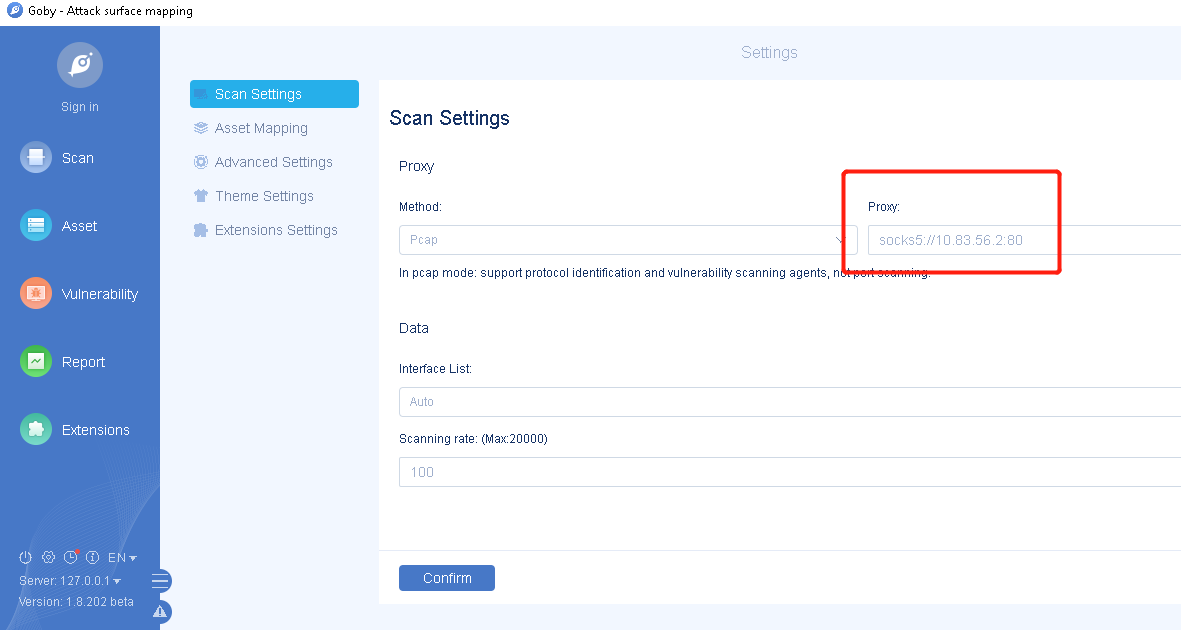 Goby - Attack surface mapping
Sign in
Scan
Asset
Vulnerability
Report
Extensions
EN
Server: 127.0.0.1
Version: 1.8.202 beta
Settings
Scan Settings
Asset Mapping
Advanced Settings
Theme Settings
Extensions Settings
Scan Settings
Proxy
Method:
Proxy:
Pcap
socks5://10.83.56.2:80
In pcap mode: support protocol identification and vulnerability scanning agents, not port scanning.
Data
Interface List:
Auto
Scanning rate: (Max:20000)
100
Confirm